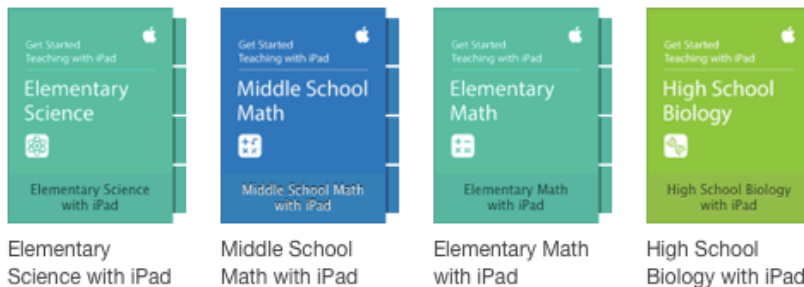 Get Started
Teaching with iPad
Elementary
Science
Elementary Science
with iPad
Elementary
Science with iPad
Get Started
Teaching with iPad
Middle School
Math
Middle School Math
with iPad
Middle School
Math with iPad
Get Started
Teaching with iPad
Elementary
Math
Elementary Math
with iPad
Elementary Math
with iPad
Get Started
Teaching with iPad
High School
Biology
High School Biology
with iPad
High School
Biology with iPad